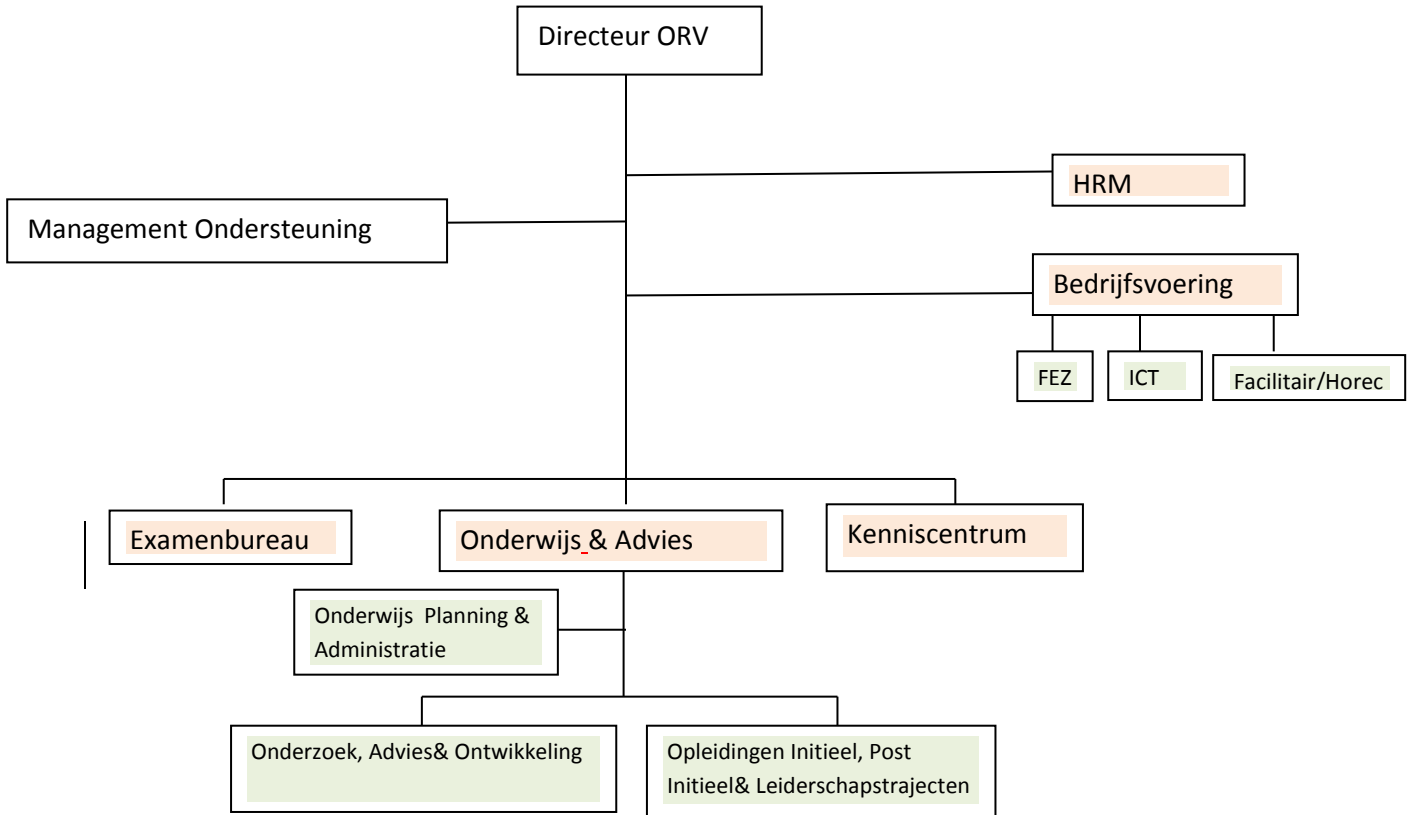 Directeur ORV
HRM
Management Ondersteuning
Bedrijfsvoering
FEZ
ICT
Facilitair/Horec
Examenbureau
Onderwijs & Advies
Kenniscentrum
Onderwijs  Planning &
Administratie
Onderzoek, Advies& Ontwikkeling
Opleidingen Initieel, Post
Initieel& Leiderschapstrajecten